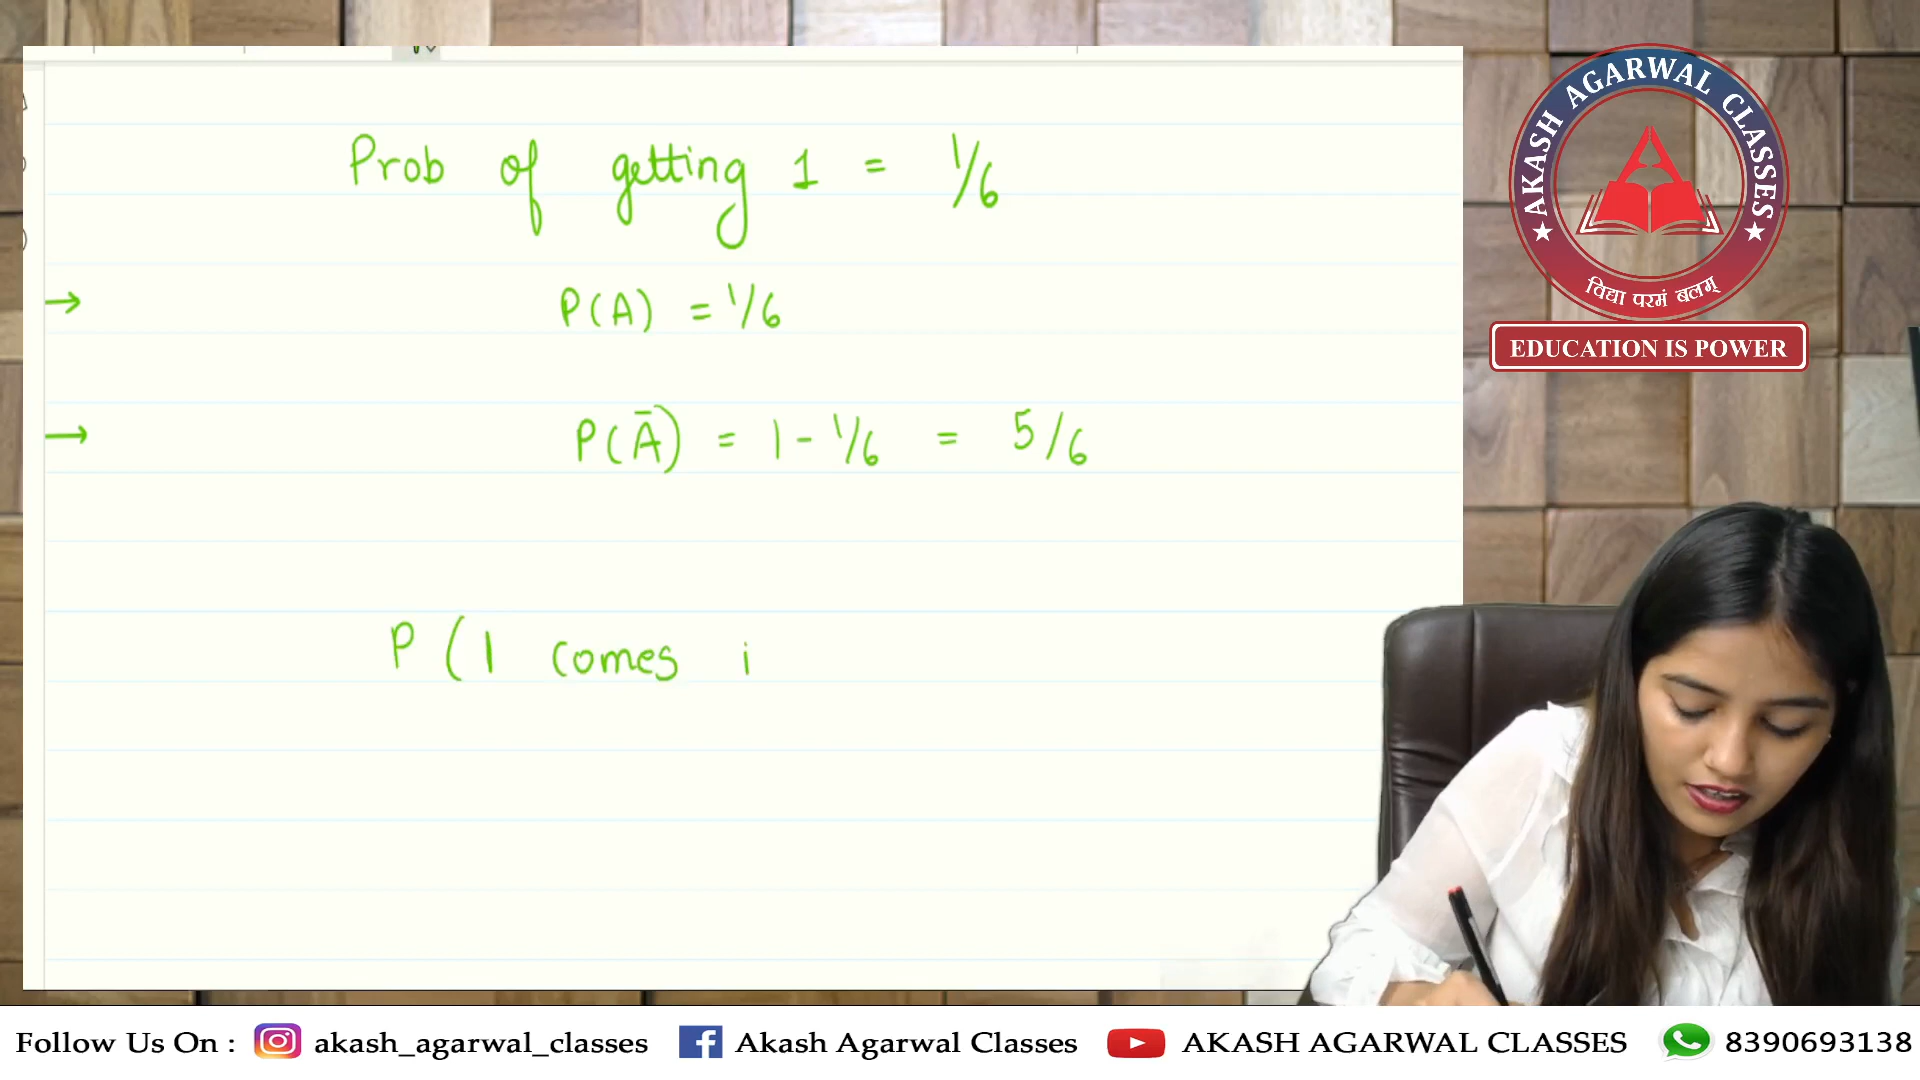 Prob of getting 1 = 1/6
P(A) = 1/6
P(Ā) = 1 - 1/6 = 5/6
P (1 comes i
AKASH AGARWAL CLASSES
विद्या परमं बलम्
EDUCATION IS POWER
Follow Us On : akash_agarwal_classes Akash Agarwal Classes AKASH AGARWAL CLASSES 8390693138